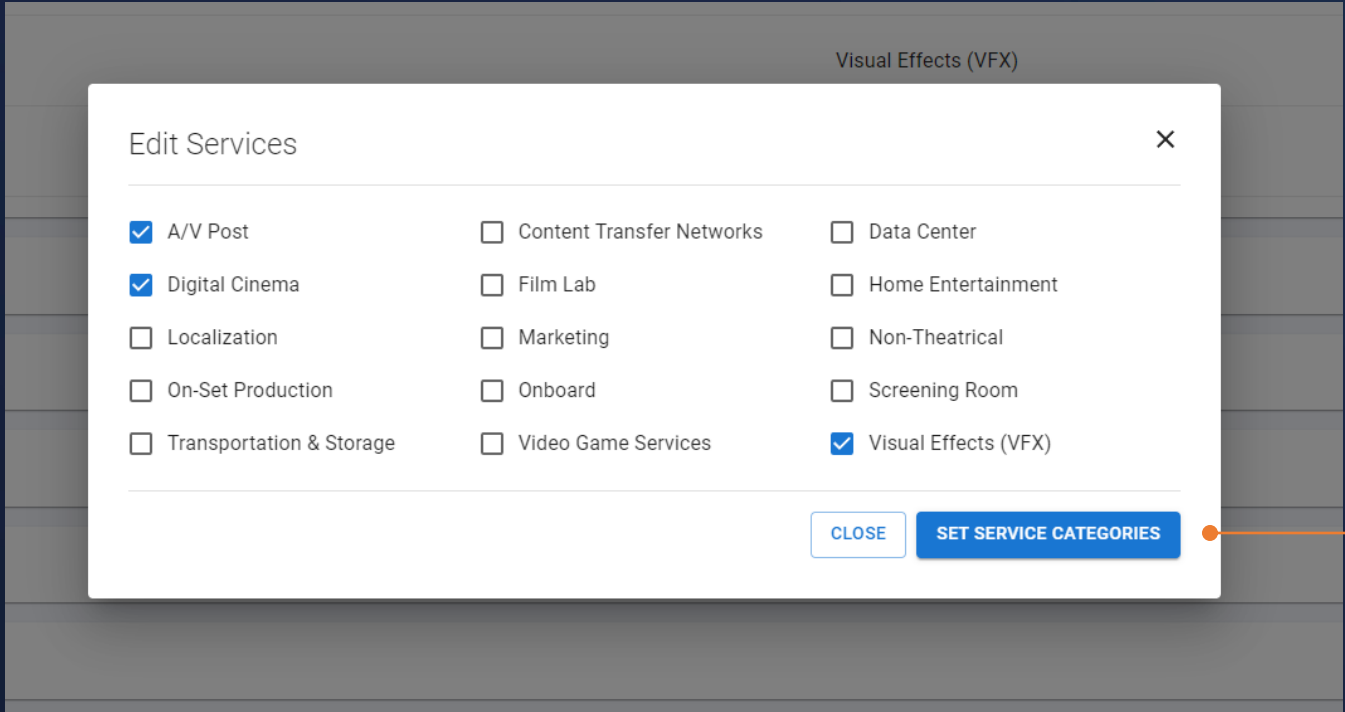 Visual Effects (VFX)
Edit Services
A/V Post
Content Transfer Networks
Data Center
Digital Cinema
Film Lab
Home Entertainment
Localization
Marketing
Non-Theatrical
On-Set Production
Onboard
Screening Room
Transportation & Storage
Video Game Services
Visual Effects (VFX)
CLOSE
SET SERVICE CATEGORIES